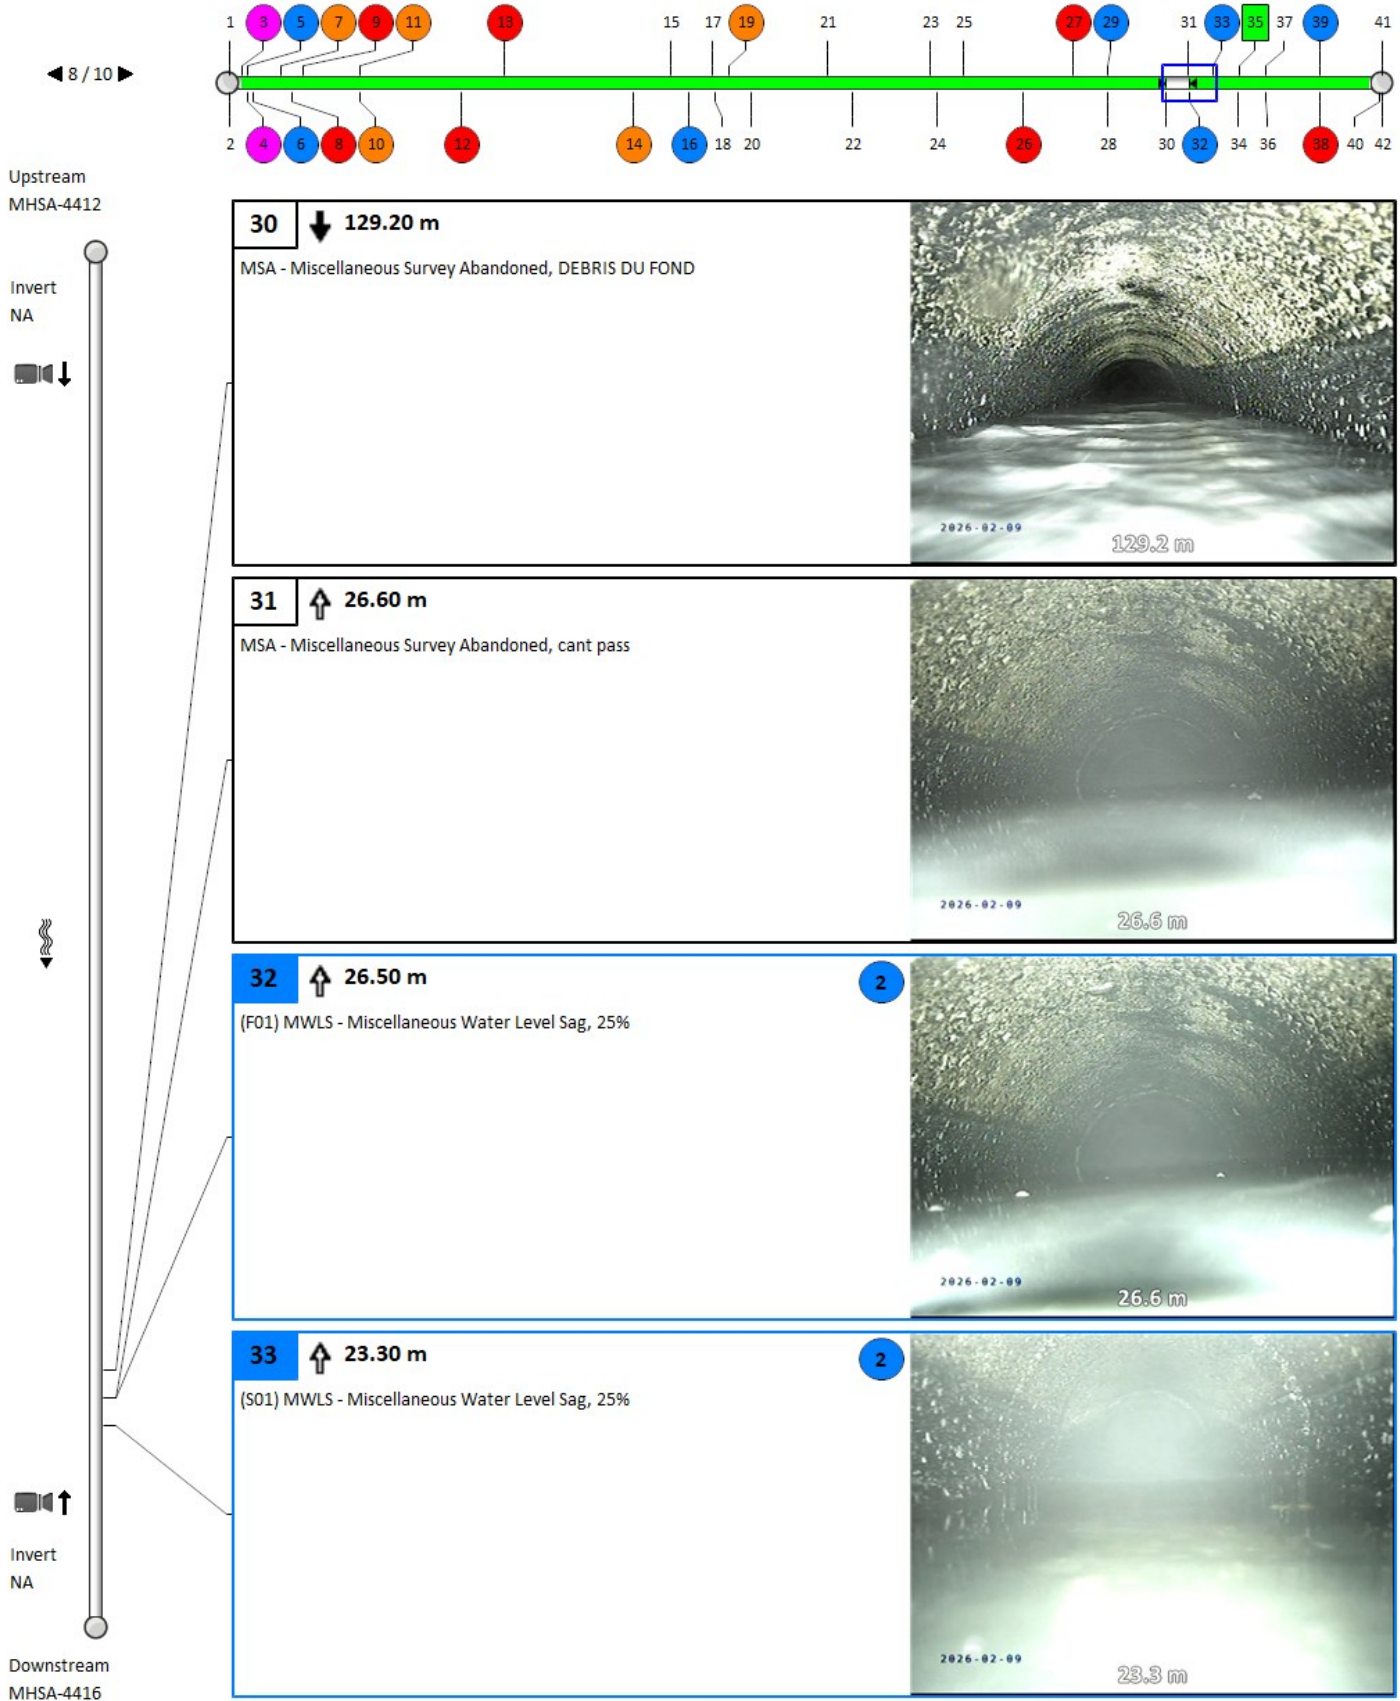 1 3 5 7 9 11 13 15 17 19 21 23 25 27 29 31 33 35 37 39 41
8 / 10
2 4 6 8 10 12 14 16 18 20 22 24 26 28 30 32 34 36 38 40 42
Upstream
MHSA-4412
Invert
NA
30 129.20 m
MSA - Miscellaneous Survey Abandoned, DEBRIS DU FOND
2026-02-09
129.2 m
31 26.60 m
MSA - Miscellaneous Survey Abandoned, cant pass
2026-02-09
26.6 m
32 26.50 m 2
(F01) MWLS - Miscellaneous Water Level Sag, 25%
2026-02-09
26.6 m
33 23.30 m 2
(S01) MWLS - Miscellaneous Water Level Sag, 25%
2026-02-09
23.3 m
Invert
NA
Downstream
MHSA-4416